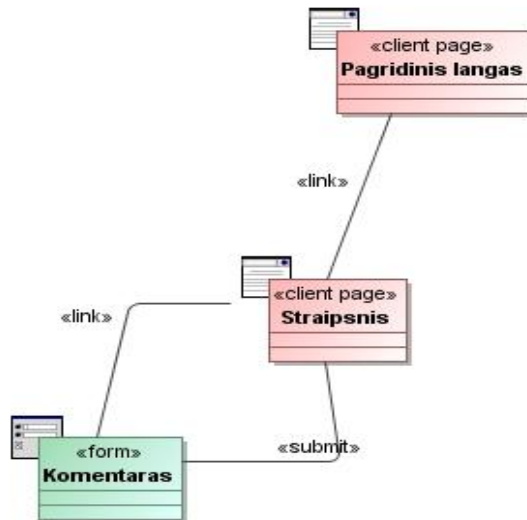 «client page»
Pagridinis langas
«link»
«client page»
Straipsnis
«link»
«form»
Komentaras
«submit»